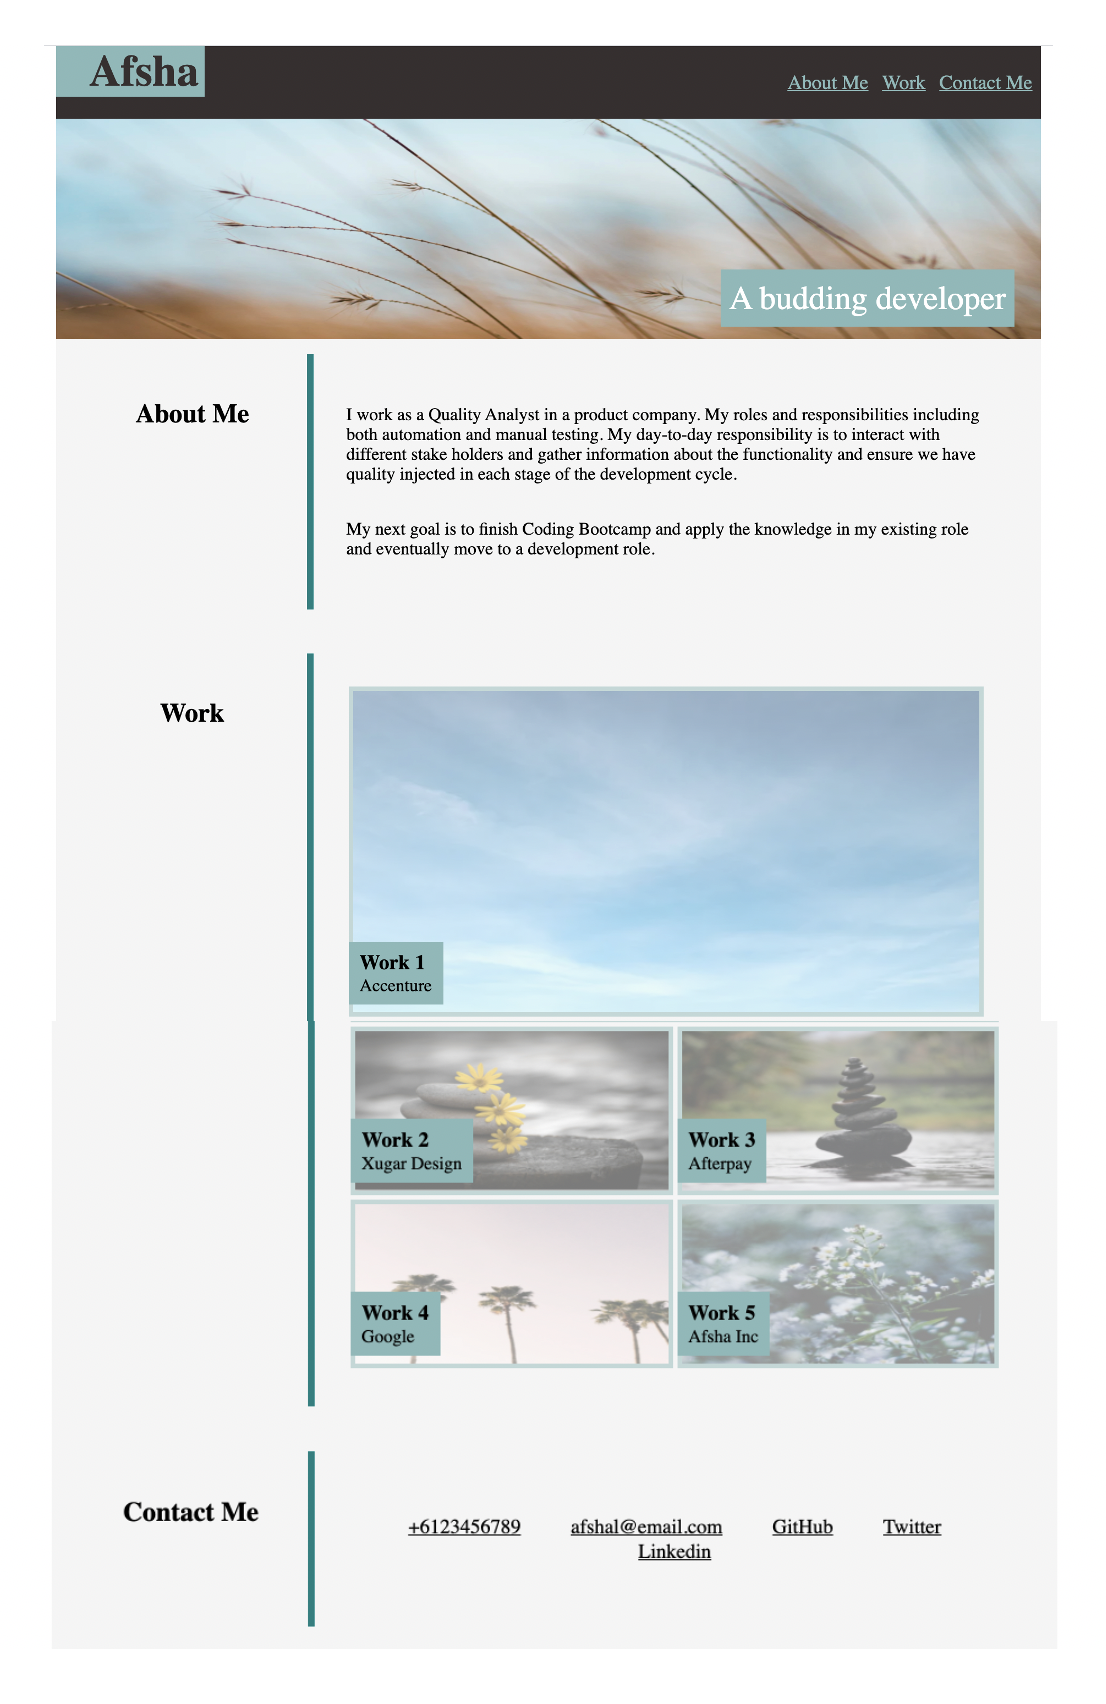 Afsha
About Me Work Contact Me
A budding developer
About Me
I work as a Quality Analyst in a product company. My roles and responsibilities including
both automation and manual testing. My day-to-day responsibility is to interact with
different stake holders and gather information about the functionality and ensure we have
quality injected in each stage of the development cycle.
My next goal is to finish Coding Bootcamp and apply the knowledge in my existing role
and eventually move to a development role.
Work
Work 1
Accenture
Work 2
Xugar Design
Work 3
Afterpay
Work 4
Google
Work 5
Afsha Inc
Contact Me
+6123456789 afshal@email.com GitHub Twitter
Linkedin